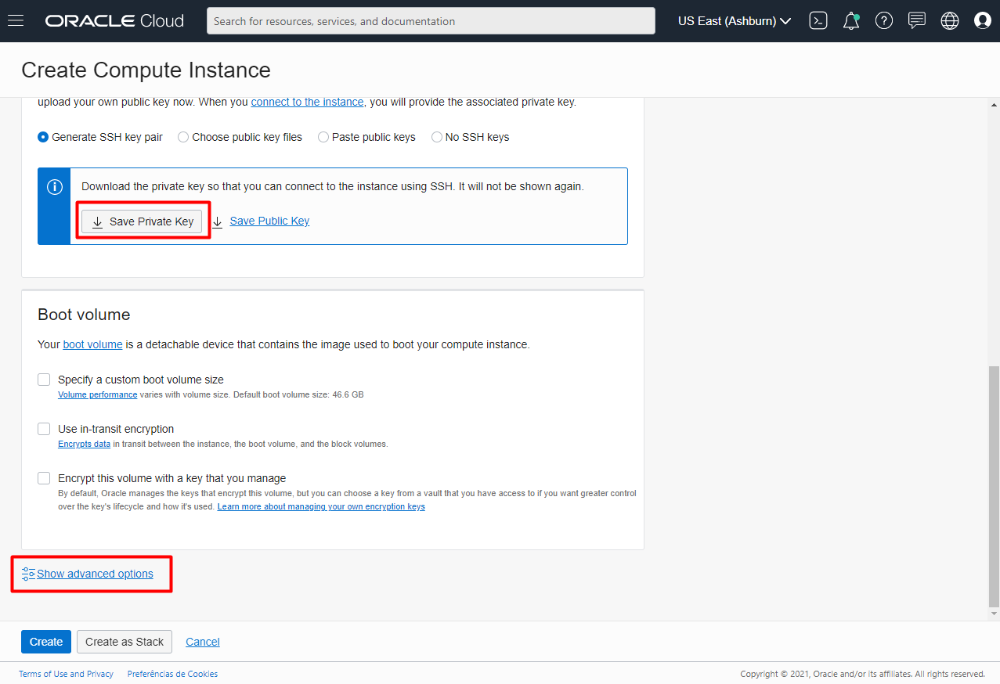 ORACLE Cloud
Search for resources, services, and documentation
US East (Ashburn)
Create Compute Instance
upload your own public key now. When you connect to the instance, you will provide the associated private key.
Generate SSH key pair
Choose public key files
Paste public keys
No SSH keys
Download the private key so that you can connect to the instance using SSH. It will not be shown again.
Save Private Key
Save Public Key
Boot volume
Your boot volume is a detachable device that contains the image used to boot your compute instance.
Specify a custom boot volume size
Volume performance varies with volume size. Default boot volume size: 46.6 GB
Use in-transit encryption
Encrypts data in transit between the instance, the boot volume, and the block volumes.
Encrypt this volume with a key that you manage
By default, Oracle manages the keys that encrypt this volume, but you can choose a key from a vault that you have access to if you want greater control
over the key's lifecycle and how it's used. Learn more about managing your own encryption keys
Show advanced options
Create
Create as Stack
Cancel
Terms of Use and Privacy
Preferências de Cookies
Copyright © 2021, Oracle and/or its affiliates. All rights reserved.